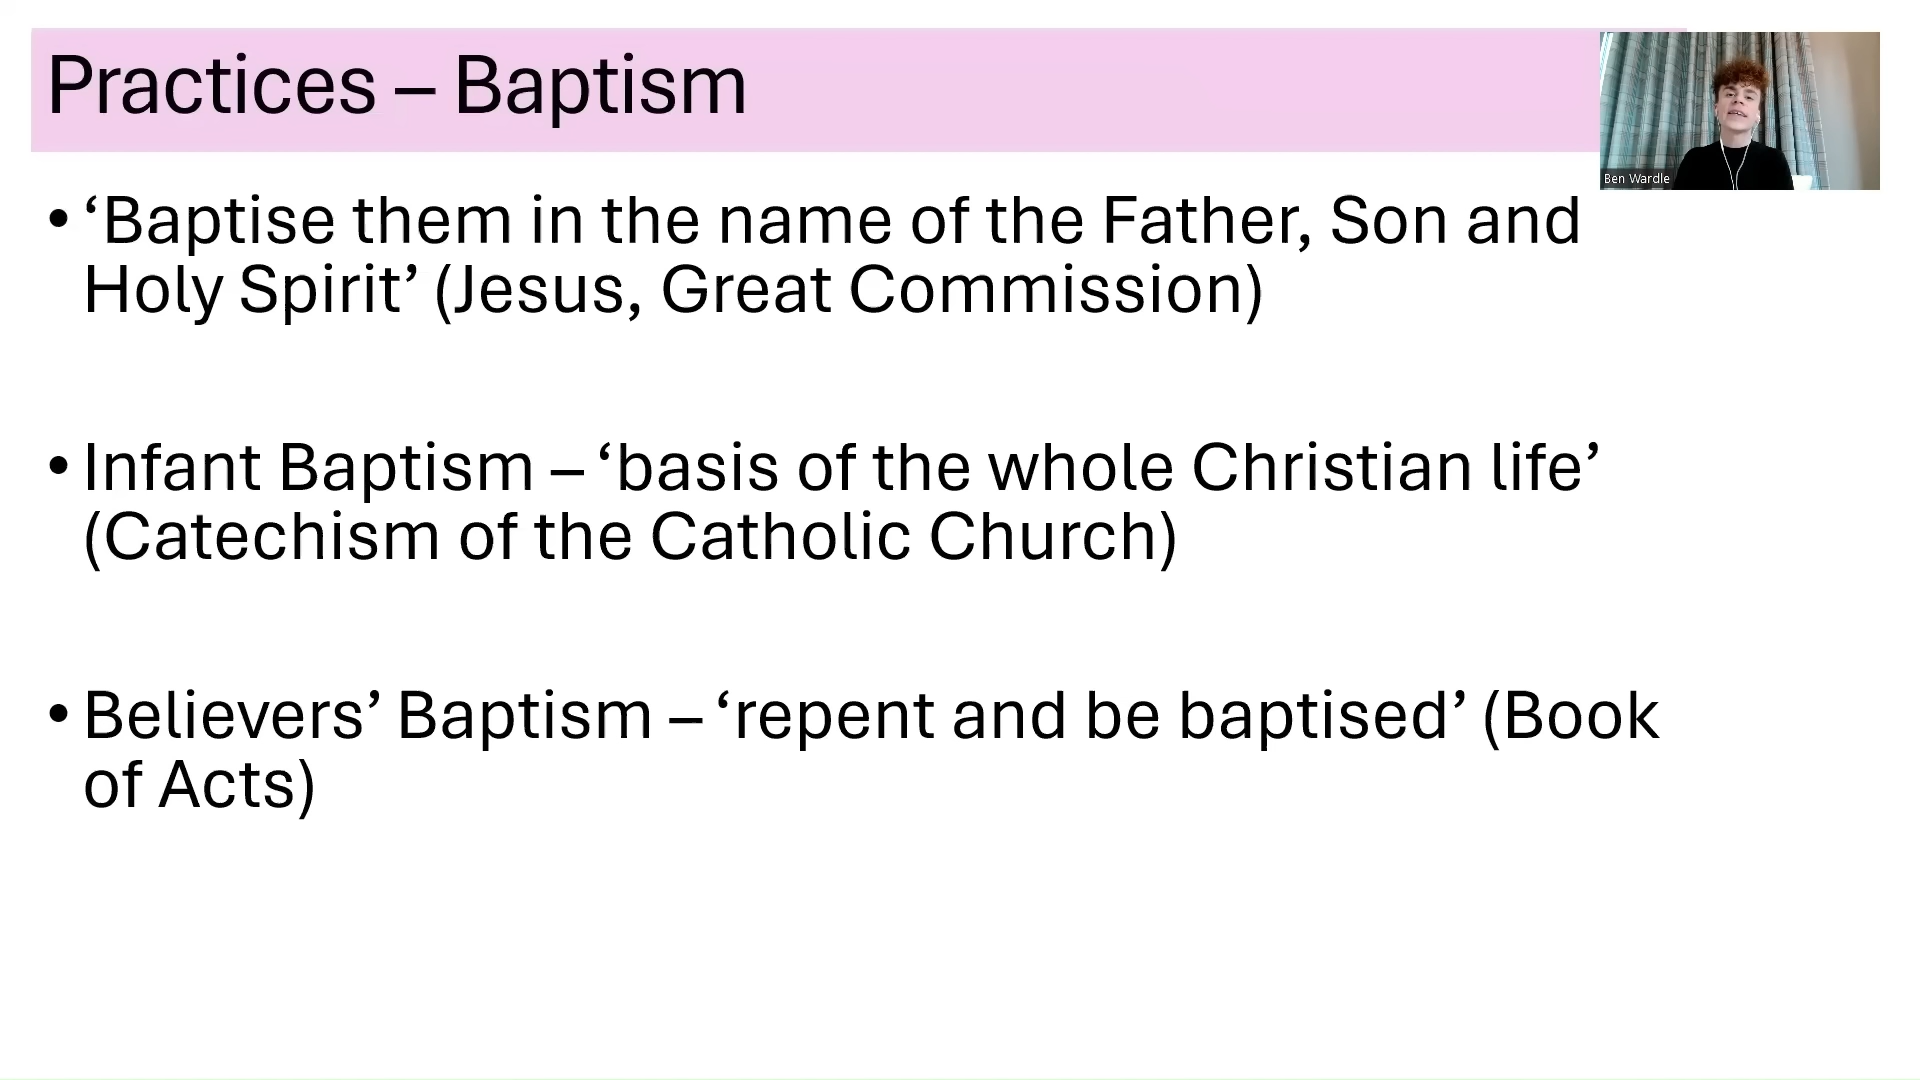 Practices – Baptism
Ben Wardle
• ‘Baptise them in the name of the Father, Son and
Holy Spirit’ (Jesus, Great Commission)
• Infant Baptism – ‘basis of the whole Christian life’
(Catechism of the Catholic Church)
• Believers’ Baptism – ‘repent and be baptised’ (Book
of Acts)